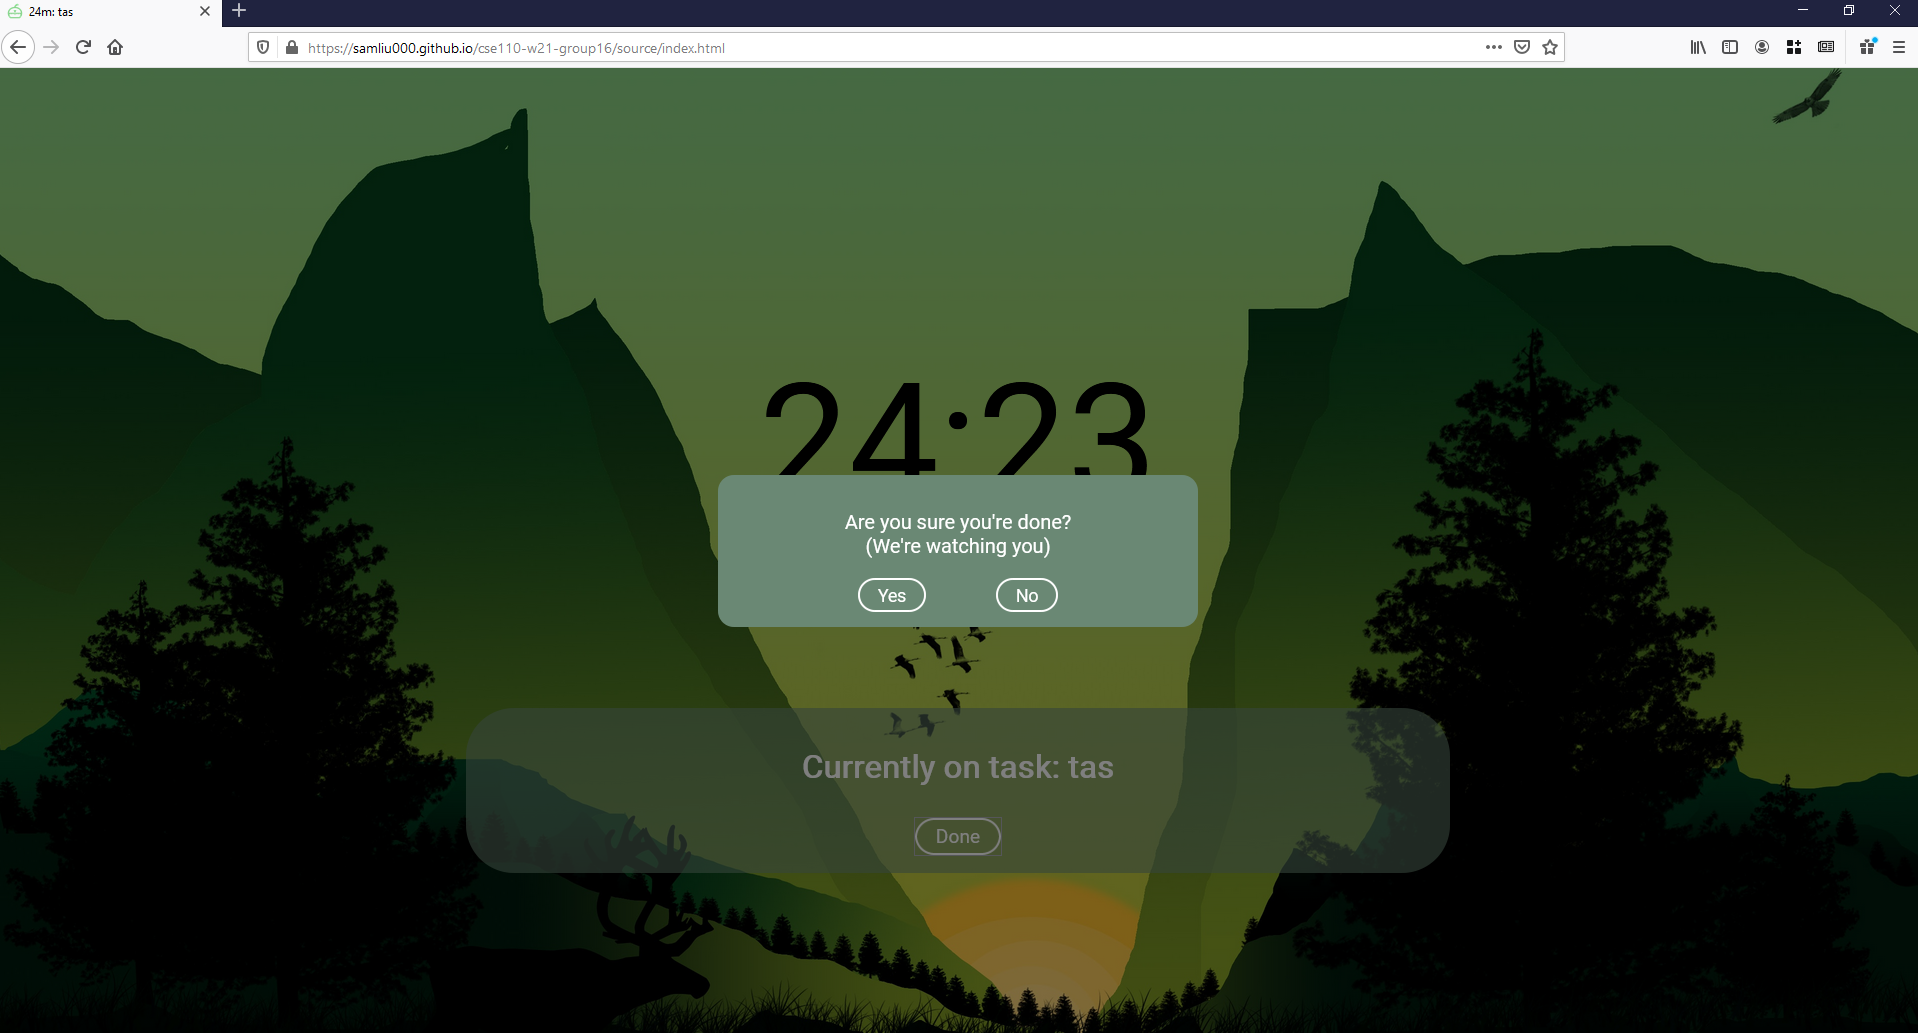 24m: tas
https://samliu000.github.io/cse110-w21-group16/source/index.html
24:23
Are you sure you're done?
(We're watching you)
Yes
No
Currently on task: tas
Done